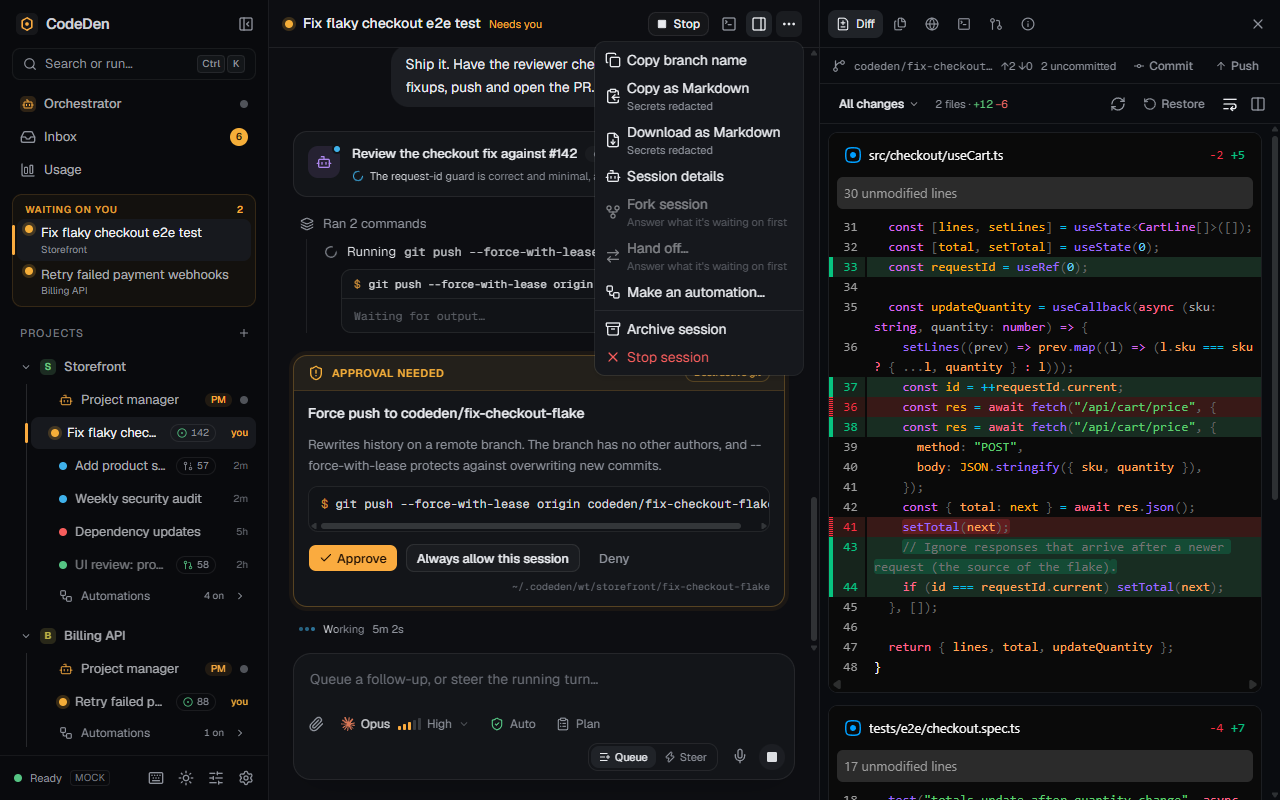 CodeDen
Search or run…
Ctrl K
Orchestrator
Inbox
6
Usage
WAITING ON YOU
2
Fix flaky checkout e2e test
Storefront
Retry failed payment webhooks
Billing API
PROJECTS
S Storefront
Project manager
PM
Fix flaky chec…
142
you
Add product s…
57
2m
Weekly security audit
2m
Dependency updates
5h
UI review: pro…
58
2h
Automations
4 on
B Billing API
Project manager
PM
Retry failed p…
88
you
Automations
1 on
Ready
MOCK
Fix flaky checkout e2e test
Needs you
Stop
Ship it. Have the reviewer che
fixups, push and open the PR.
Review the checkout fix against #142
The request-id guard is correct and minimal,
Ran 2 commands
Running git push --force-with-lease
$ git push --force-with-lease origin
Waiting for output…
Copy branch name
Copy as Markdown
Secrets redacted
Download as Markdown
Secrets redacted
Session details
Fork session
Answer what it's waiting on first
Hand off…
Answer what it's waiting on first
Make an automation…
Archive session
Stop session
APPROVAL NEEDED
Force push to codeden/fix-checkout-flake
Rewrites history on a remote branch. The branch has no other authors, and --
force-with-lease protects against overwriting new commits.
$ git push --force-with-lease origin codeden/fix-checkout-flake
Approve
Always allow this session
Deny
~/.codeden/wt/storefront/fix-checkout-flake
Working 5m 2s
Queue a follow-up, or steer the running turn…
Opus
High
Auto
Plan
Queue
Steer
Diff
codeden/fix-checkout…
↑2 ↓0
2 uncommitted
Commit
Push
All changes
2 files · +12 −6
Restore
src/checkout/useCart.ts
-2 +5
30 unmodified lines
31 const [lines, setLines] = useState<CartLine[]>([]);
32 const [total, setTotal] = useState(0);
33 const requestId = useRef(0);
34
35 const updateQuantity = useCallback(async (sku:
string, quantity: number) => {
36 setLines((prev) => prev.map((l) => (l.sku === sku
? { ...l, quantity } : l)));
37 const id = ++requestId.current;
36 const res = await fetch("/api/cart/price", {
38 const res = await fetch("/api/cart/price", {
39 method: "POST",
40 body: JSON.stringify({ sku, quantity }),
41 });
42 const { total: next } = await res.json();
41 setTotal(next);
43 // Ignore responses that arrive after a newer
request (the source of the flake).
44 if (id === requestId.current) setTotal(next);
45 }, []);
46
47 return { lines, total, updateQuantity };
48 }
tests/e2e/checkout.spec.ts
-4 +7
17 unmodified lines